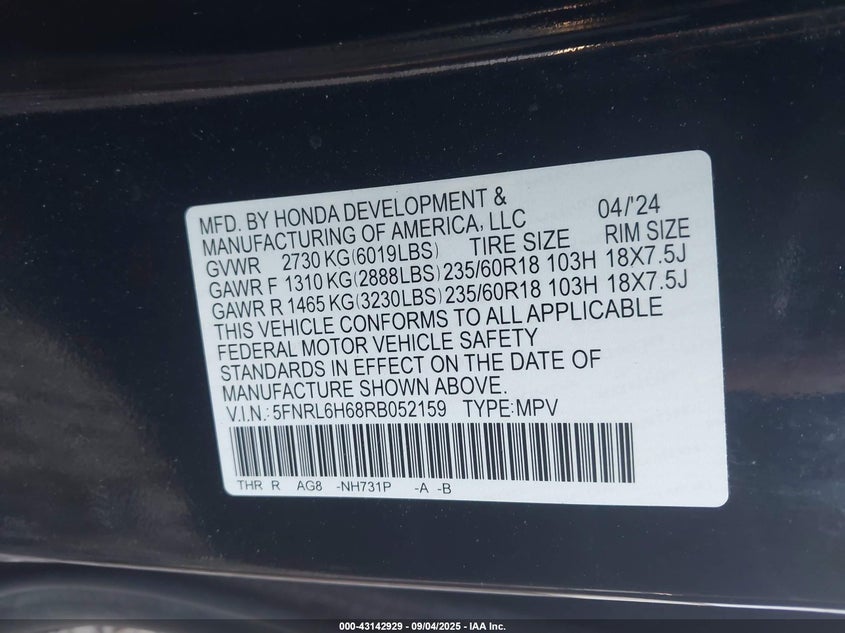 MFD. BY HONDA DEVELOPMENT & 04/'24
MANUFACTURING OF AMERICA, LLC
GVWR 2730 KG(6019LBS) TIRE SIZE RIM SIZE
GAWR F 1310 KG(2888LBS) 235/60R18 103H 18X7.5J
GAWR R 1465 KG(3230LBS) 235/60R18 103H 18X7.5J
THIS VEHICLE CONFORMS TO ALL APPLICABLE
FEDERAL MOTOR VEHICLE SAFETY
STANDARDS IN EFFECT ON THE DATE OF
MANUFACTURE SHOWN ABOVE.
V.I.N.: 5FNRL6H68RB052159 TYPE:MPV
THR R AG8 -NH731P -A -B
000-43142929 - 09/04/2025 - IAA Inc.